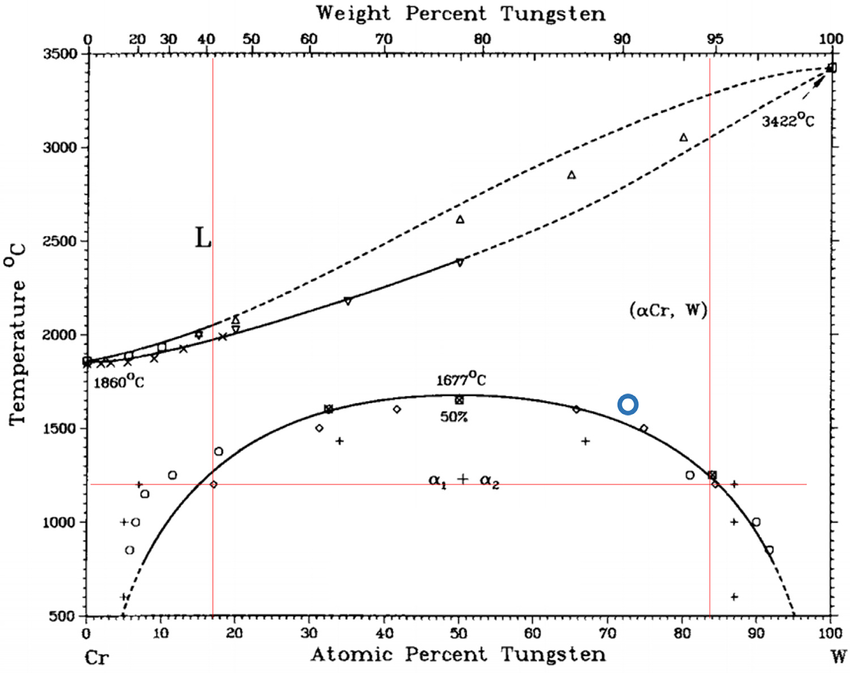 Weight Percent Tungsten
0 20 30 40 50 60 70 80 90 95 100
3500
3422°C
3000
2500
L
(αCr, W)
2000
1860°C
1677°C
50%
1500
α₁ + α₂
1000
500
Temperature °C
0 10 20 30 40 50 60 70 80 90 100
Cr Atomic Percent Tungsten W